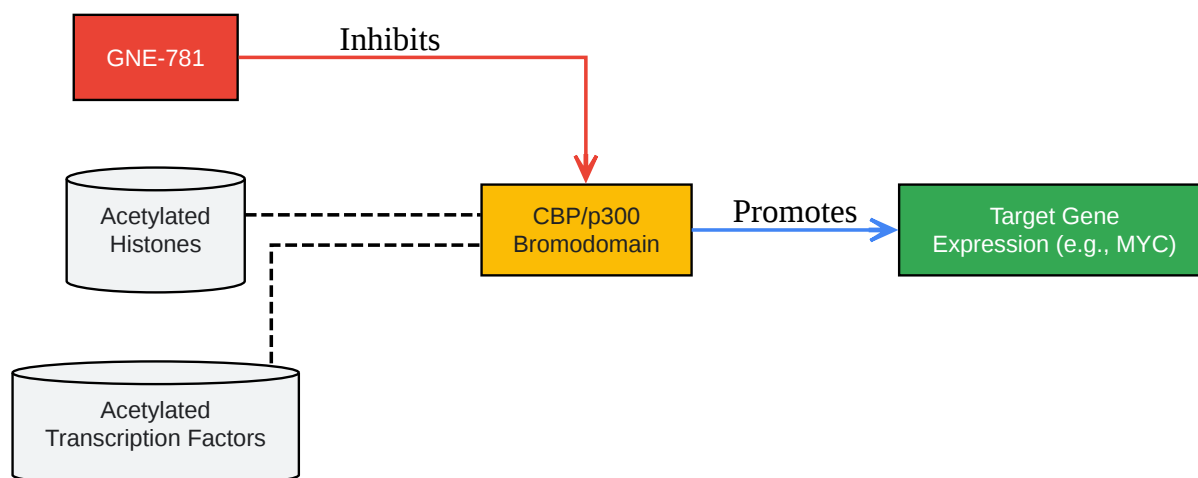 Inhibits
GNE-781
Acetylated
Histones
CBP/p300
Bromodomain
Promotes
Target Gene
Expression (e.g., MYC)
Acetylated
Transcription Factors